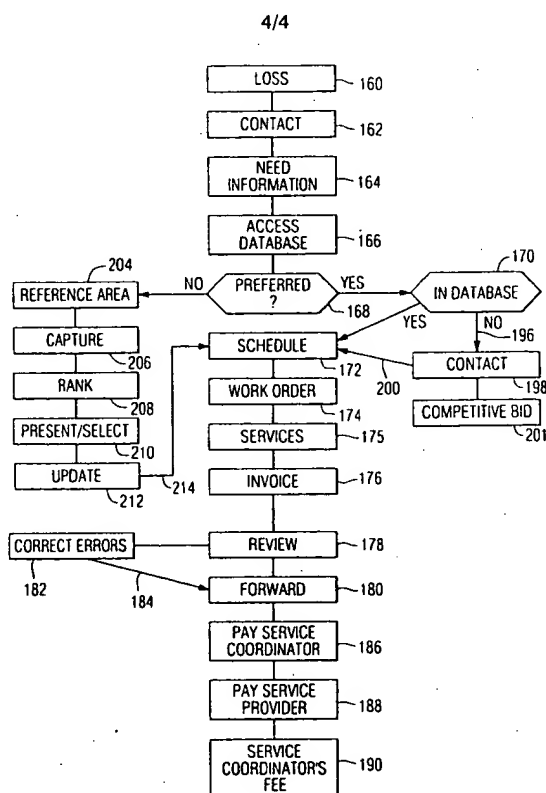 4/4
LOSS
160
CONTACT
162
NEED
INFORMATION
164
ACCESS
DATABASE
166
PREFERRED
?
168
NO
YES
170
IN DATABASE
YES
NO
196
204
REFERENCE AREA
CAPTURE
206
RANK
208
PRESENT/SELECT
210
UPDATE
212
214
SCHEDULE
172
200
CONTACT
198
COMPETITIVE BID
201
WORK ORDER
174
SERVICES
175
INVOICE
176
CORRECT ERRORS
182
184
REVIEW
178
FORWARD
180
PAY SERVICE
COORDINATOR
186
PAY SERVICE
PROVIDER
188
SERVICE
COORDINATOR'S
FEE
190